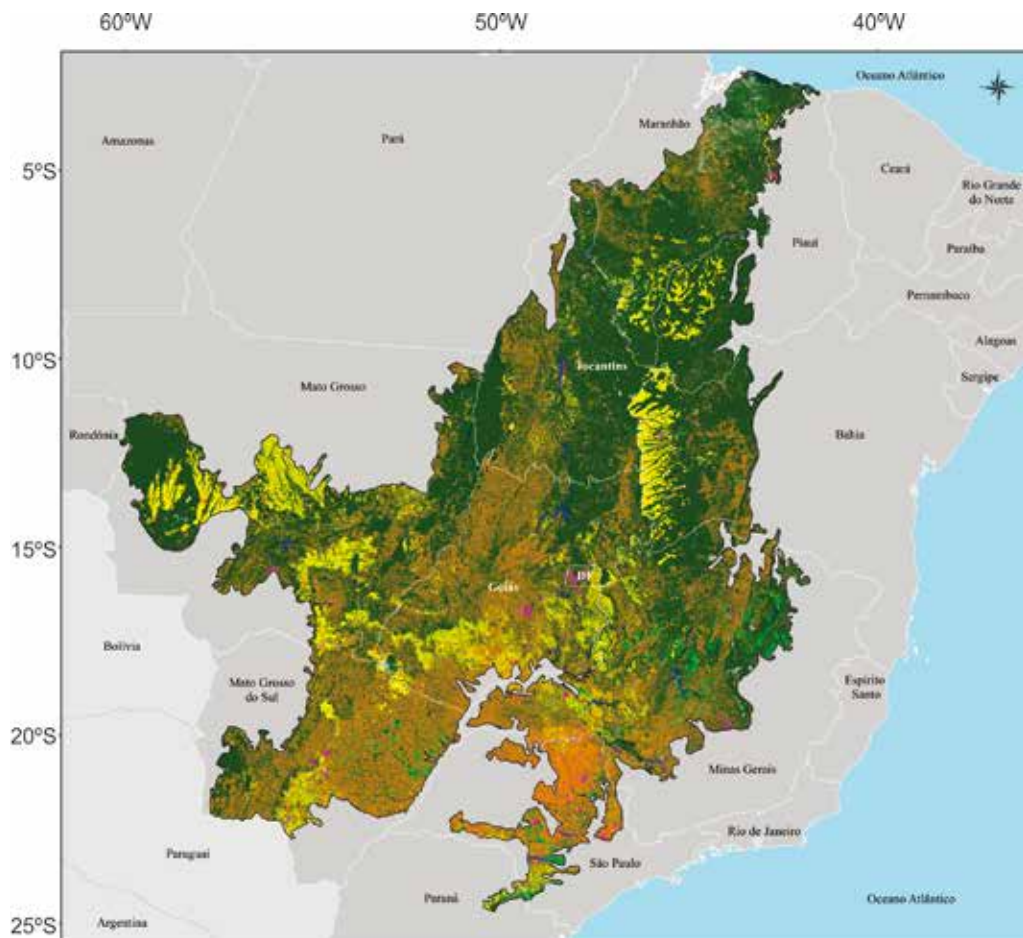 60ºW 50ºW 40ºW
Oceano Atlântico
Maranhão
Amazonas
Pará
5ºS
Ceará
Rio Grande
do Norte
Piauí
Paraíba
Pernambuco
Alagoas
10ºS
Tocantins
Sergipe
Mato Grosso
Rondônia
Bahia
15ºS
DF
Goiás
Bolívia
Mato Grosso
do Sul
Espírito
Santo
20ºS
Minas Gerais
Rio de Janeiro
Paraguai
São Paulo
Paraná
Oceano Atlântico
25ºS
Argentina